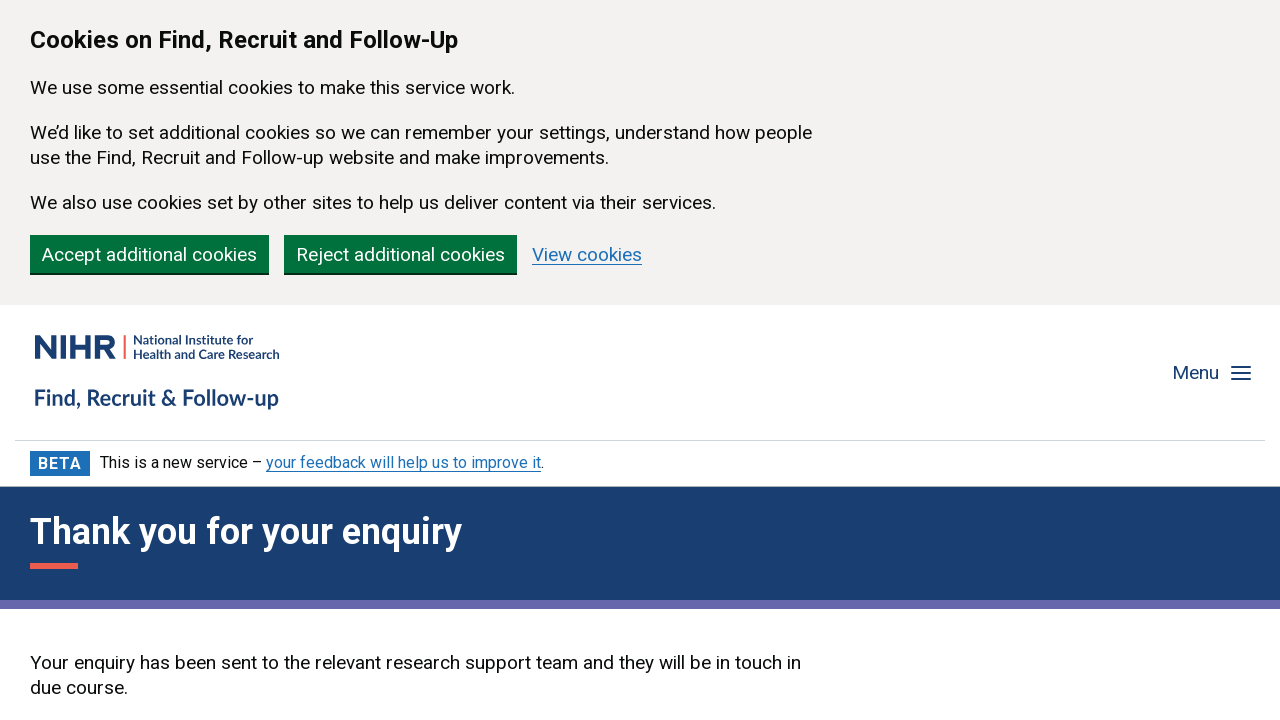 Cookies on Find, Recruit and Follow-Up
We use some essential cookies to make this service work.
We’d like to set additional cookies so we can remember your settings, understand how people
use the Find, Recruit and Follow-up website and make improvements.
We also use cookies set by other sites to help us deliver content via their services.
Accept additional cookies Reject additional cookies View cookies
NIHR National Institute for
Health and Care Research
Find, Recruit & Follow-up
Menu
BETA This is a new service – your feedback will help us to improve it.
Thank you for your enquiry
Your enquiry has been sent to the relevant research support team and they will be in touch in
due course.